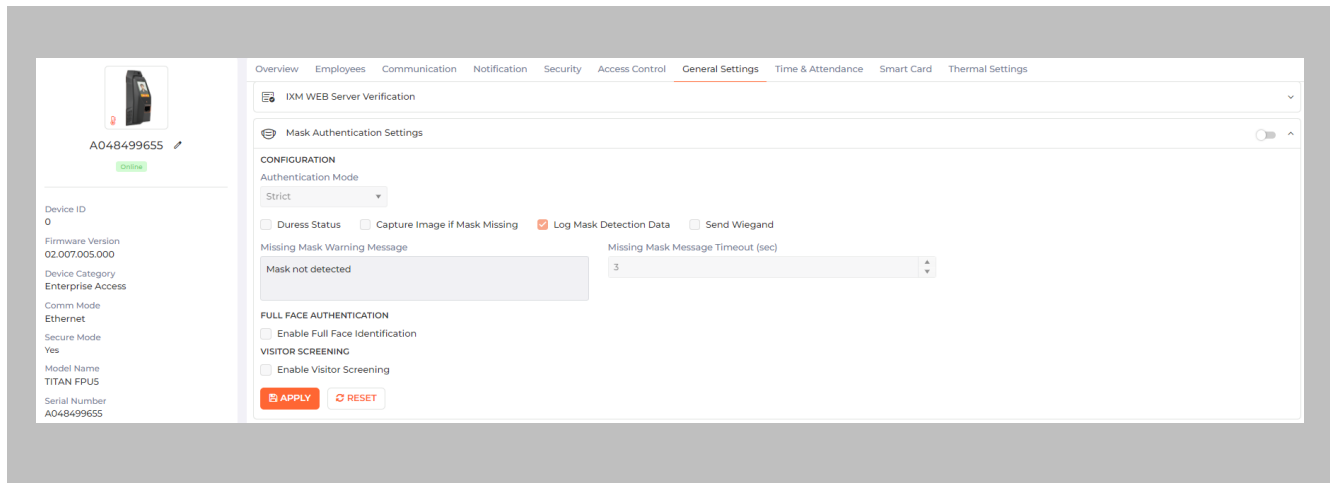 Overview Employees Communication Notification Security Access Control General Settings Time & Attendance Smart Card Thermal Settings
IXM WEB Server Verification
Mask Authentication Settings
A048499655
Online
CONFIGURATION
Authentication Mode
Strict
Device ID
0
Duress Status Capture Image if Mask Missing Log Mask Detection Data Send Wiegand
Firmware Version
02.007.005.000
Missing Mask Warning Message Missing Mask Message Timeout (sec)
Mask not detected 3
Device Category
Enterprise Access
Comm Mode
Ethernet
FULL FACE AUTHENTICATION
Enable Full Face Identification
Secure Mode
Yes
VISITOR SCREENING
Enable Visitor Screening
Model Name
TITAN FPU5
APPLY RESET
Serial Number
A048499655